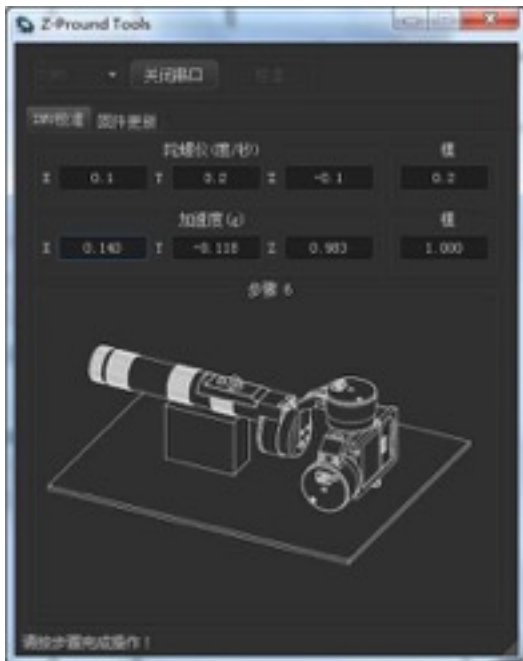 Z-Pround Tools
关闭串口
IMU校准 固件更新
陀螺仪(度/秒) 模
X 0.1 Y 0.2 Z -0.1 0.2
加速度(g) 模
X 0.140 Y -0.118 Z 0.983 1.000
步骤 6
请按步骤完成操作！